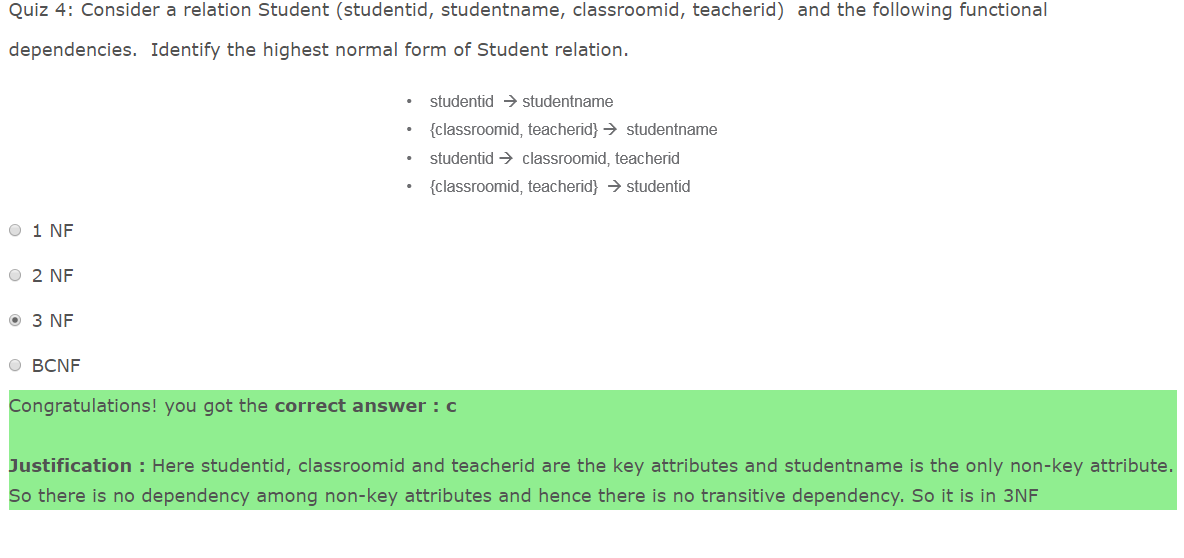 Quiz 4: Consider a relation Student (studentid, studentname, classroomid, teacherid)  and the following functional
dependencies.  Identify the highest normal form of Student relation.
• studentid → studentname
• {classroomid, teacherid} → studentname
• studentid → classroomid, teacherid
• {classroomid, teacherid} → studentid
1 NF
2 NF
3 NF
BCNF
Congratulations! you got the correct answer : c
Justification : Here studentid, classroomid and teacherid are the key attributes and studentname is the only non-key attribute.
So there is no dependency among non-key attributes and hence there is no transitive dependency. So it is in 3NF